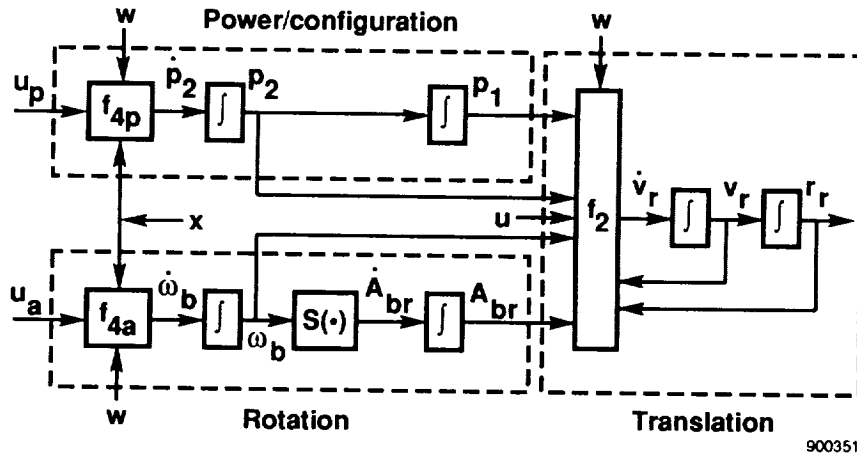 Power/configuration
w
w
u_p
f_4p
ṗ_2
∫
p_2
∫
p_1
x
u
f_2
v̇_r
∫
v_r
∫
r_r
u_a
f_4a
ω̇_b
∫
ω_b
S(•)
Ȧ_br
∫
A_br
w
Rotation
Translation
900351